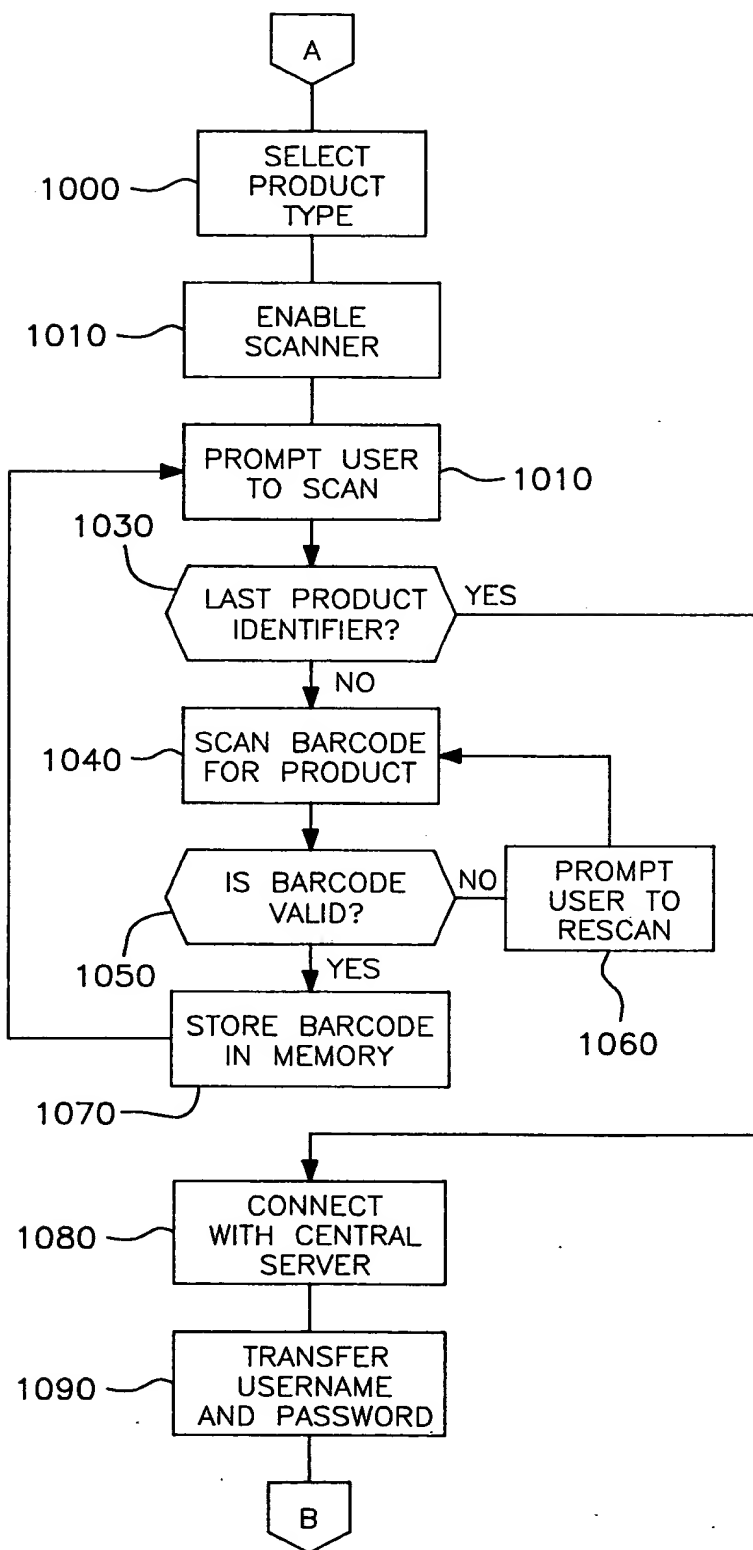 A
SELECT
PRODUCT
TYPE
1000
ENABLE
SCANNER
1010
PROMPT USER
TO SCAN
1010
1030
LAST PRODUCT
IDENTIFIER?
YES
NO
1040
SCAN BARCODE
FOR PRODUCT
IS BARCODE
VALID?
NO
PROMPT
USER TO
RESCAN
1050
YES
1060
STORE BARCODE
IN MEMORY
1070
CONNECT
WITH CENTRAL
SERVER
1080
TRANSFER
USERNAME
AND PASSWORD
1090
B